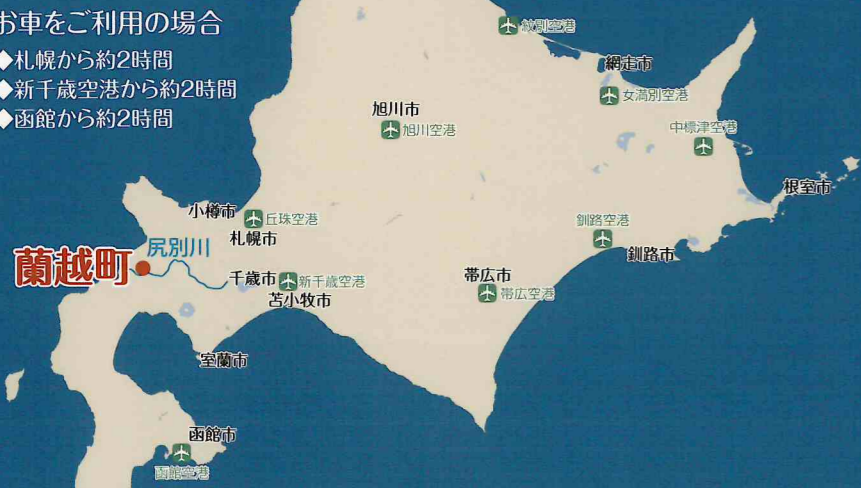 お車をご利用の場合
◆札幌から約2時間
◆新千歳空港から約2時間
◆函館から約2時間
紋別空港
網走市
女満別空港
旭川市
旭川空港
中標津空港
根室市
小樽市
丘珠空港
札幌市
釧路空港
釧路市
蘭越町
尻別川
千歳市
新千歳空港
苫小牧市
帯広市
帯広空港
室蘭市
函館市
函館空港